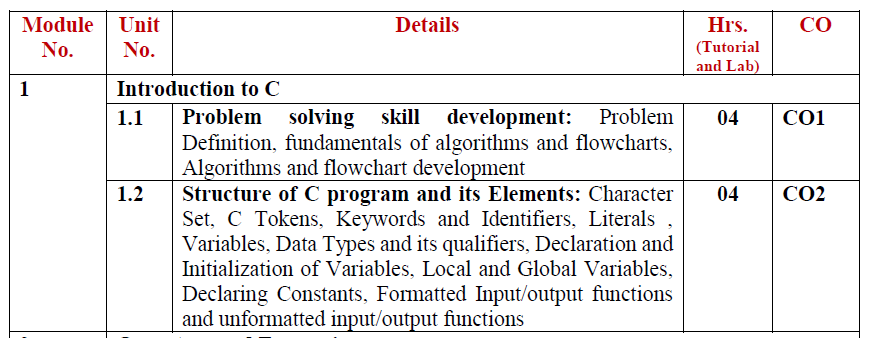 Module Unit Details Hrs. CO
No. No. (Tutorial
and Lab)
1 Introduction to C
1.1 Problem solving skill development: Problem 04 CO1
Definition, fundamentals of algorithms and flowcharts,
Algorithms and flowchart development
1.2 Structure of C program and its Elements: Character 04 CO2
Set, C Tokens, Keywords and Identifiers, Literals ,
Variables, Data Types and its qualifiers, Declaration and
Initialization of Variables, Local and Global Variables,
Declaring Constants, Formatted Input/output functions
and unformatted input/output functions